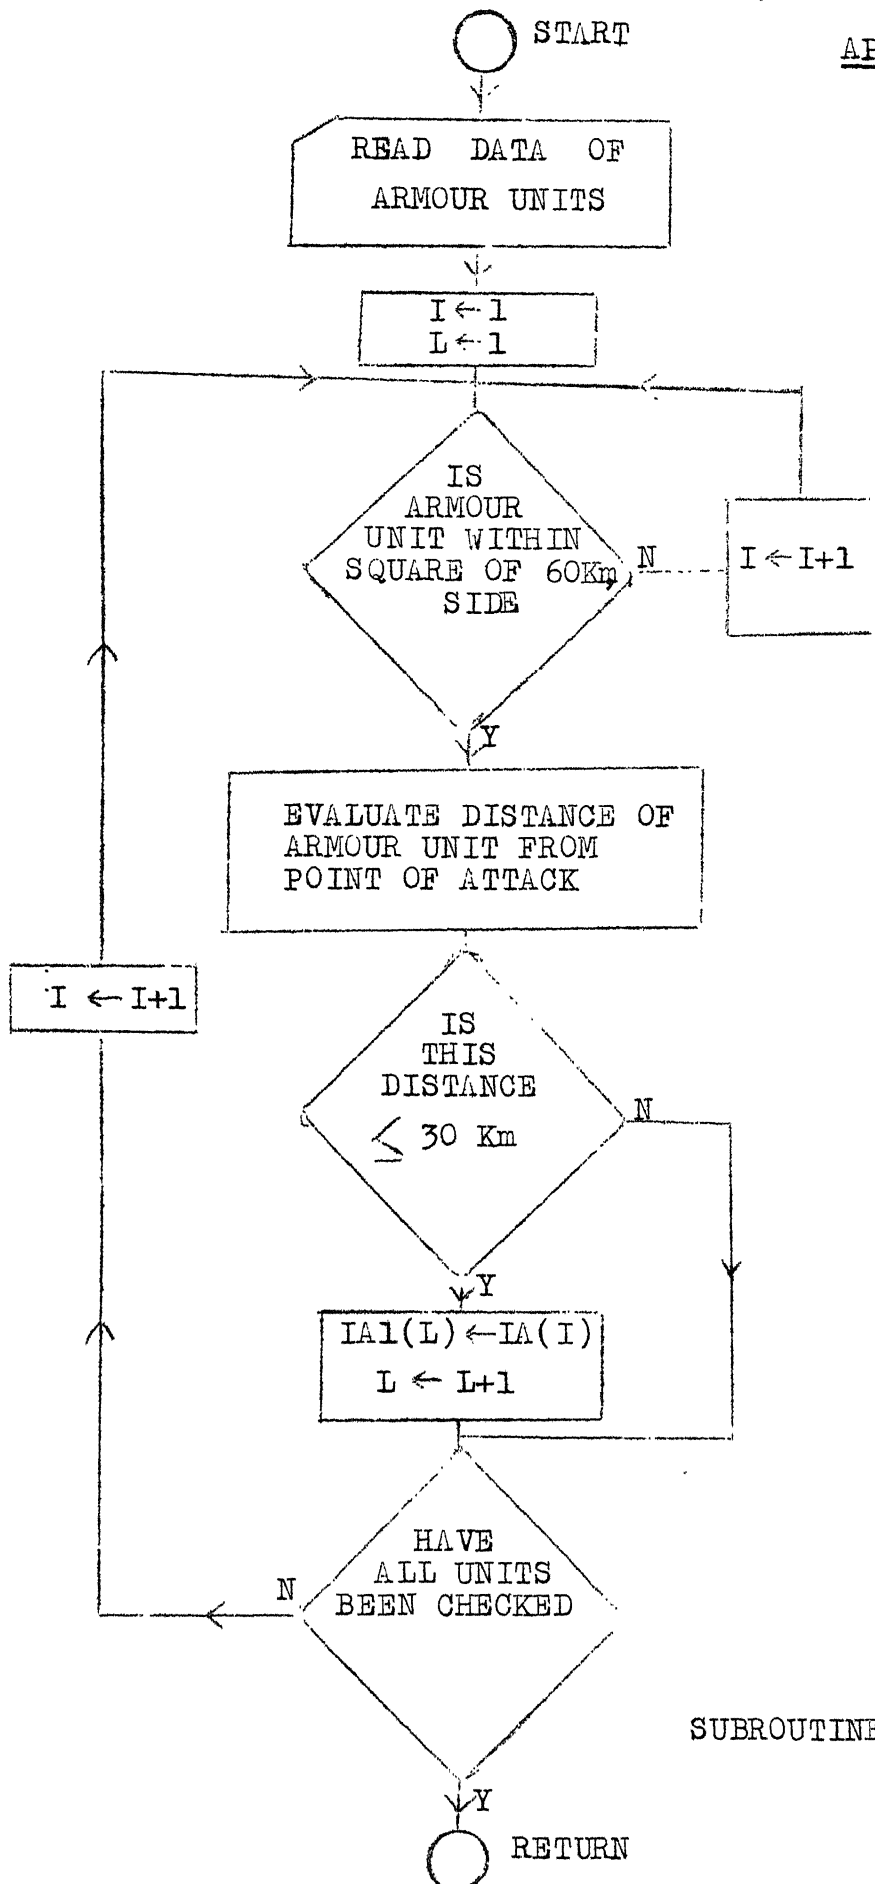 START
AP
READ DATA OF
ARMOUR UNITS
I ← 1
L ← 1
IS
ARMOUR
UNIT WITHIN
SQUARE OF 60Km,
SIDE
N
I ← I+1
Y
EVALUATE DISTANCE OF
ARMOUR UNIT FROM
POINT OF ATTACK
I ← I+1
IS
THIS
DISTANCE
≤ 30 Km
N
Y
IA1(L) ← IA(I)
L ← L+1
HAVE
ALL UNITS
BEEN CHECKED
N
SUBROUTINE
Y
RETURN